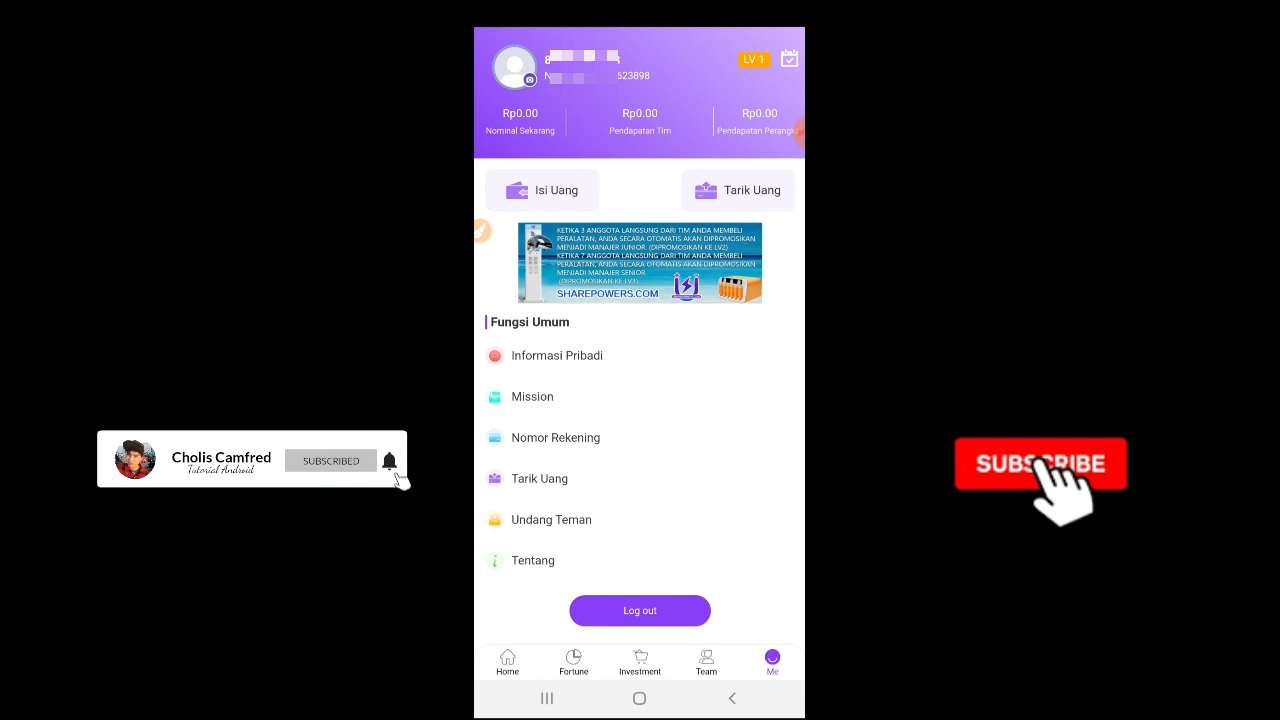 623898
LV 1
Rp0.00
Rp0.00
Rp0.00
Nominal Sekarang
Pendapatan Tim
Pendapatan
Isi Uang
Tarik Uang
KETIKA 3 ANGGOTA LANGSUNG DARI TIM ANDA MEMBELI
PERALATAN, ANDA SECARA OTOMATIS AKAN DIPROMOSIKAN
MENJADI MANAJER JUNIOR. (DIPROMOSIKAN KE LV2)
KETIKA 7 ANGGOTA LANGSUNG DARI TIM ANDA MEMBELI
PERALATAN, ANDA SECARA OTOMATIS AKAN DIPROMOSIKAN
MENJADI MANAJER SENIOR.
(DIPROMOSIKAN KE LV3)
SHAREPOWERS.COM
Fungsi Umum
Informasi Pribadi
Mission
Nomor Rekening
Tarik Uang
Undang Teman
Tentang
Log out
Home
Fortune
Investment
Team
Me
Cholis Camfred
Tutorial Android
SUBSCRIBED
SUBSCRIBE